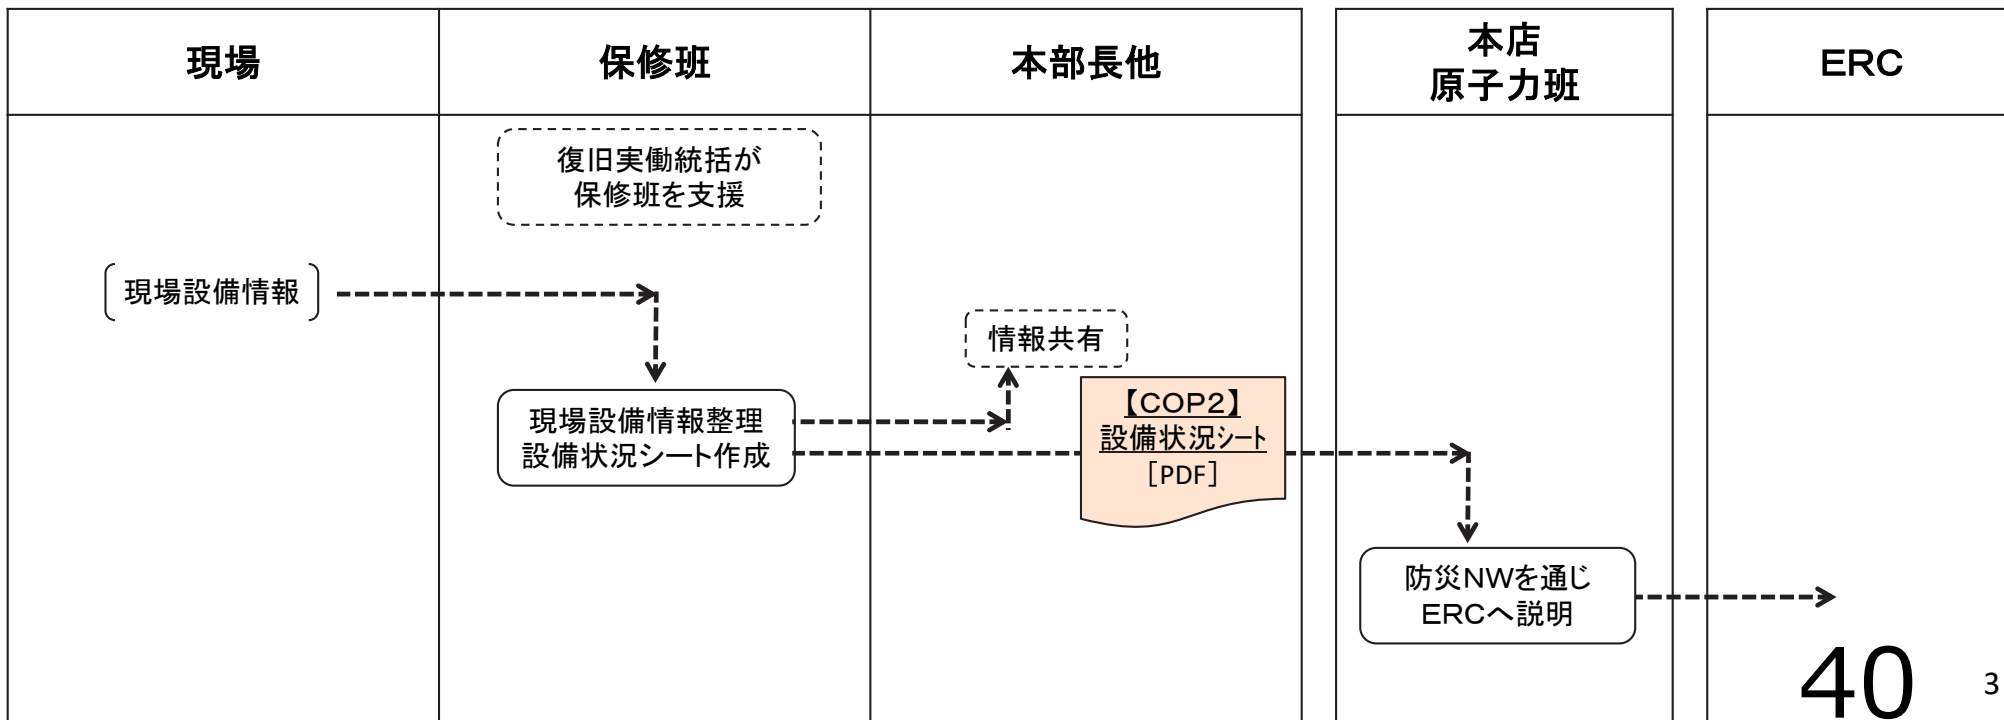 現場
保修班
本部長他
本店
原子力班
ERC
復旧実働統括が
保修班を支援
現場設備情報
情報共有
現場設備情報整理
設備状況シート作成
【COP2】
設備状況シート
[PDF]
防災NWを通じ
ERCへ説明
40
3